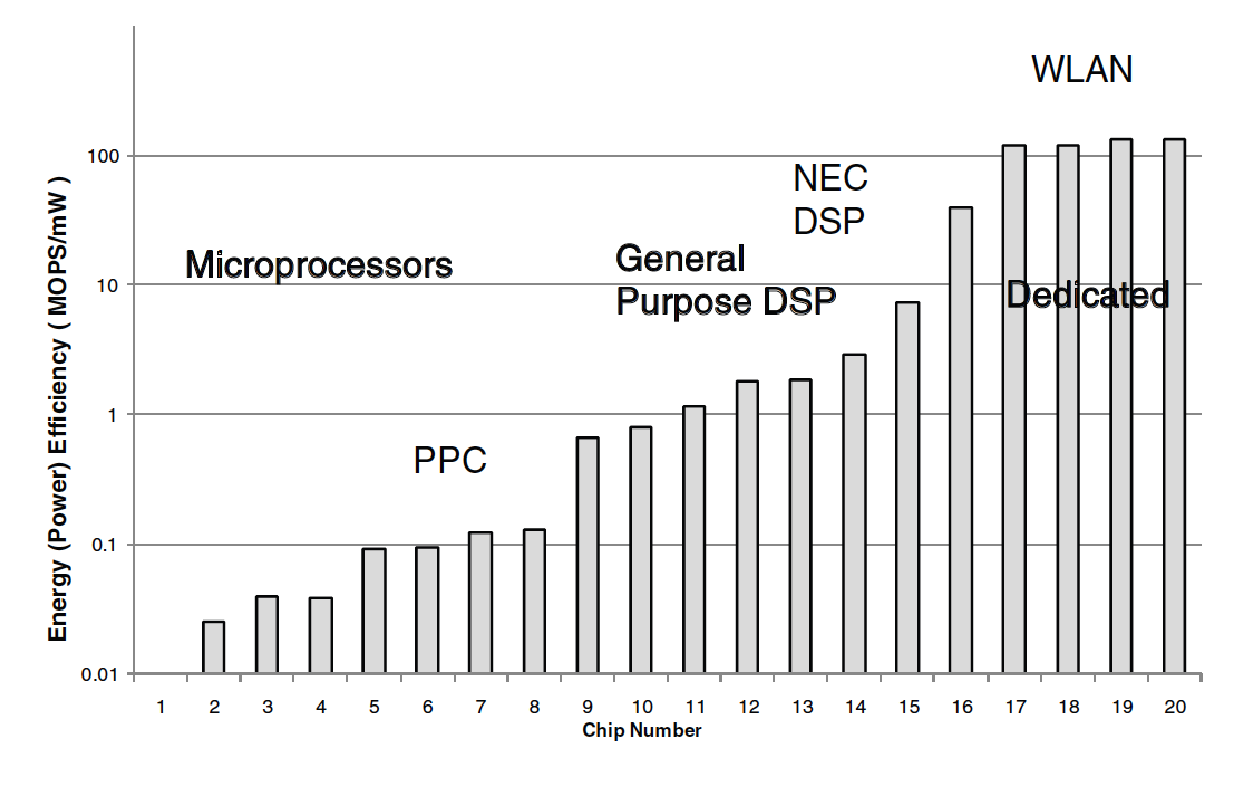 WLAN
100
NEC
DSP
Microprocessors
General
Purpose DSP
10
Dedicated
1
PPC
0.1
0.01
Energy (Power) Efficiency ( MOPS/mW )
1 2 3 4 5 6 7 8 9 10 11 12 13 14 15 16 17 18 19 20
Chip Number